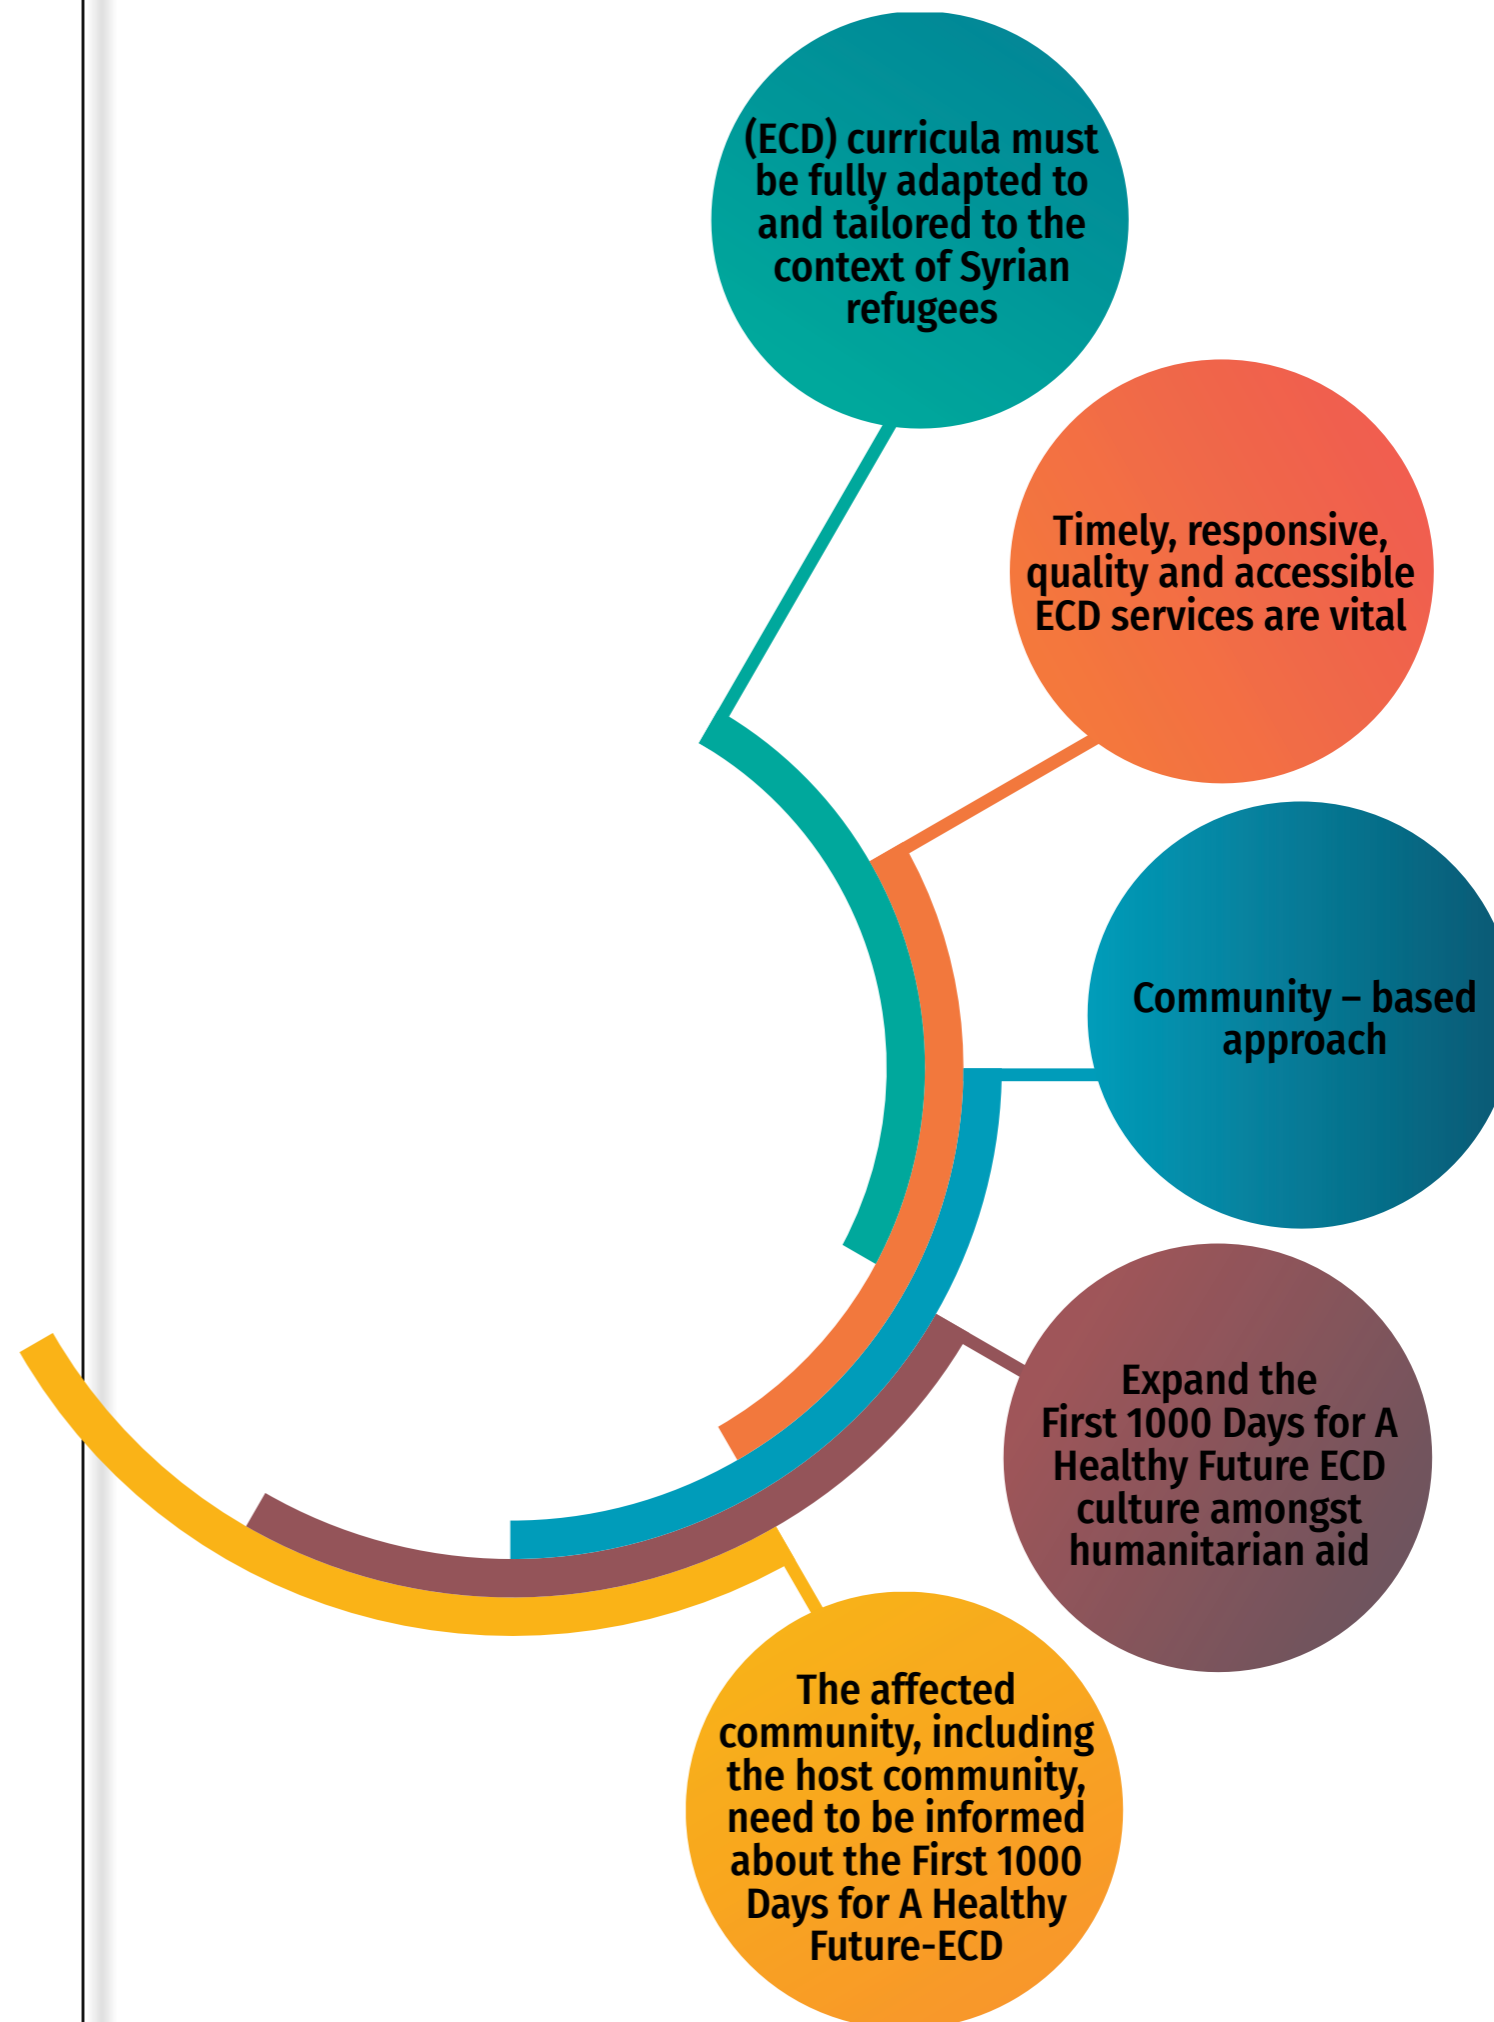 (ECD) curricula must
be fully adapted to
and tailored to the
context of Syrian
refugees
Timely, responsive,
quality and accessible
ECD services are vital
Community – based
approach
Expand the
First 1000 Days for A
Healthy Future ECD
culture amongst
humanitarian aid
The affected
community, including
the host community,
need to be informed
about the First 1000
Days for A Healthy
Future-ECD